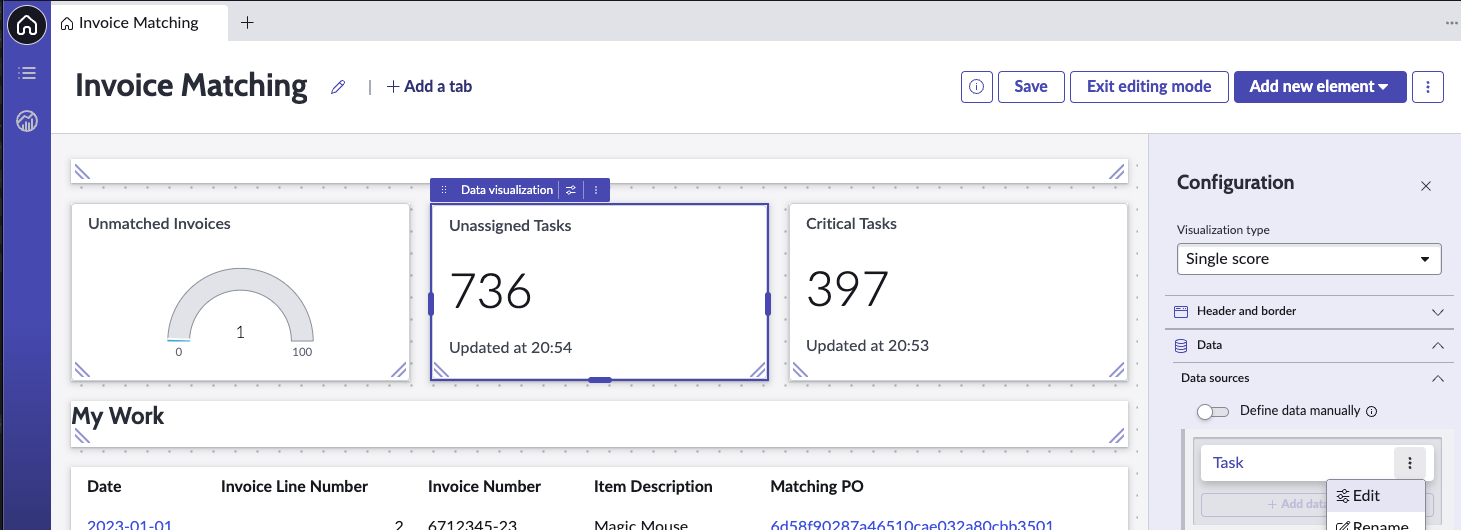 Invoice Matching
Invoice Matching
Add a tab
Save
Exit editing mode
Add new element
Data visualization
Unmatched Invoices
1
0 100
Unassigned Tasks
736
Updated at 20:54
Critical Tasks
397
Updated at 20:53
My Work
Date Invoice Line Number Invoice Number Item Description Matching PO
2023-01-01 2 6712345-23 Magic Mouse 6d58f90287a46510cae032a80cbb3501
Configuration
Visualization type
Single score
Header and border
Data
Data sources
Define data manually
Task
+ Add data
Edit
Rename